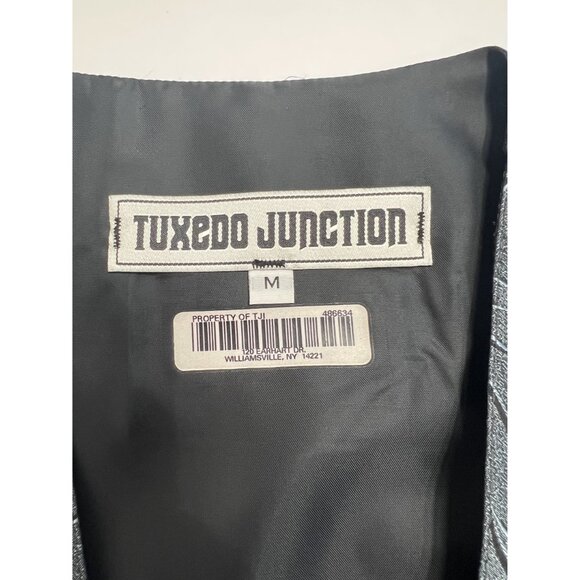 TUXEDO JUNCTION
M
PROPERTY OF TJI 486634
120 EARHART DR.
WILLIAMSVILLE, NY 14221